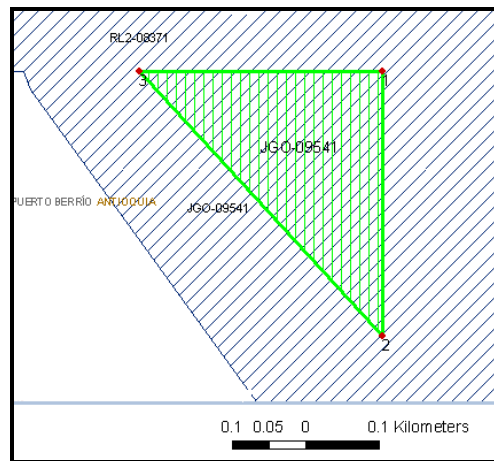 RL2-08371
3
1
JGO-09541
PUERTO BERRÍO ANTIOQUIA
JGO-09541
2
0.1 0.05 0 0.1 Kilometers